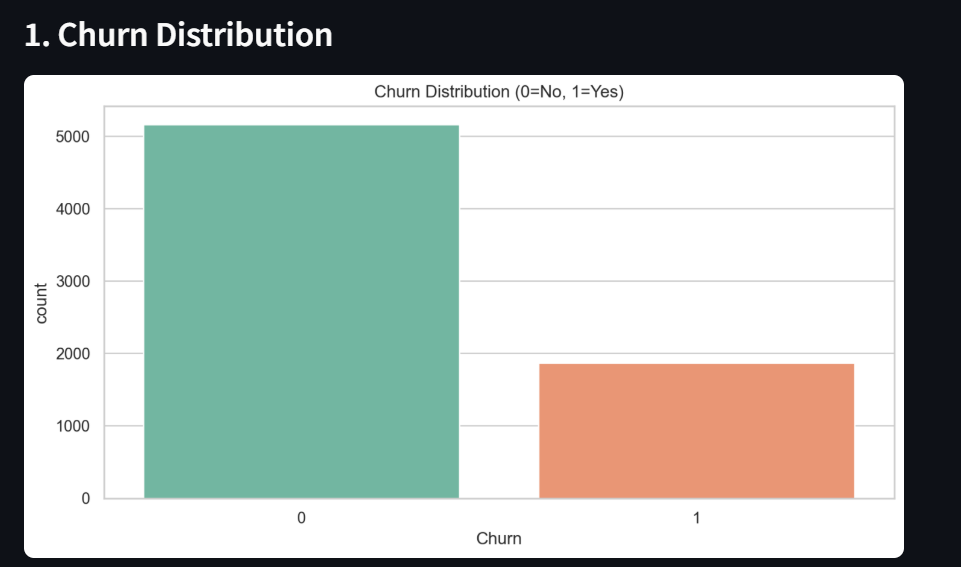 1. Churn Distribution
Churn Distribution (0=No, 1=Yes)
5000
4000
3000
2000
1000
0
count
0 1
Churn